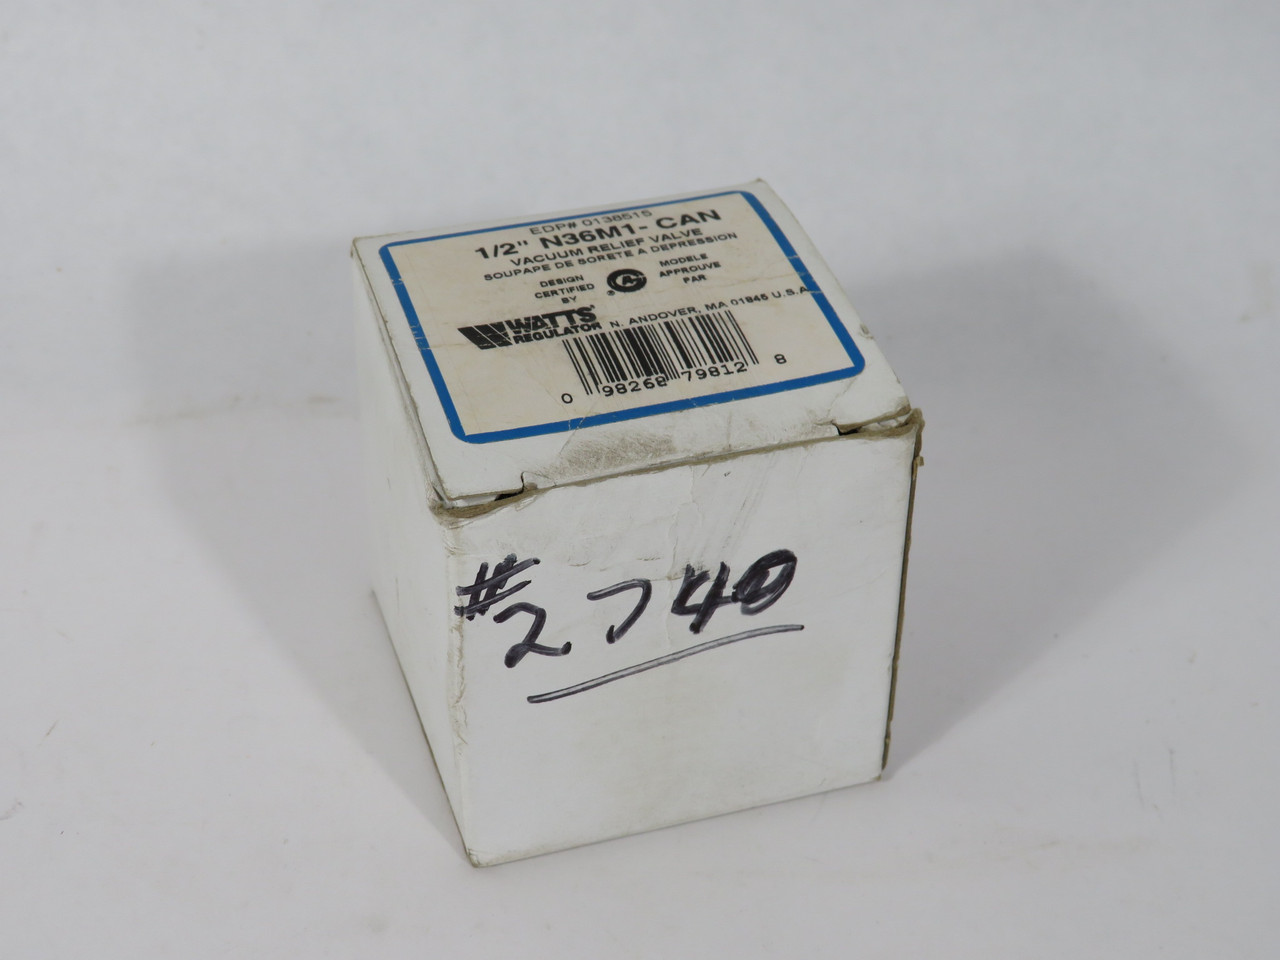 EDP# 0138515
1/2" N36M1-CAN
VACUUM RELIEF VALVE
SOUPAPE DE SORETE A DEPRESSION
DESIGN CERTIFIED BY
MODELE APPROUVE PAR
WATTS REGULATOR N. ANDOVER, MA 01845 U.S.A.
0 98268 79812 8
#2740